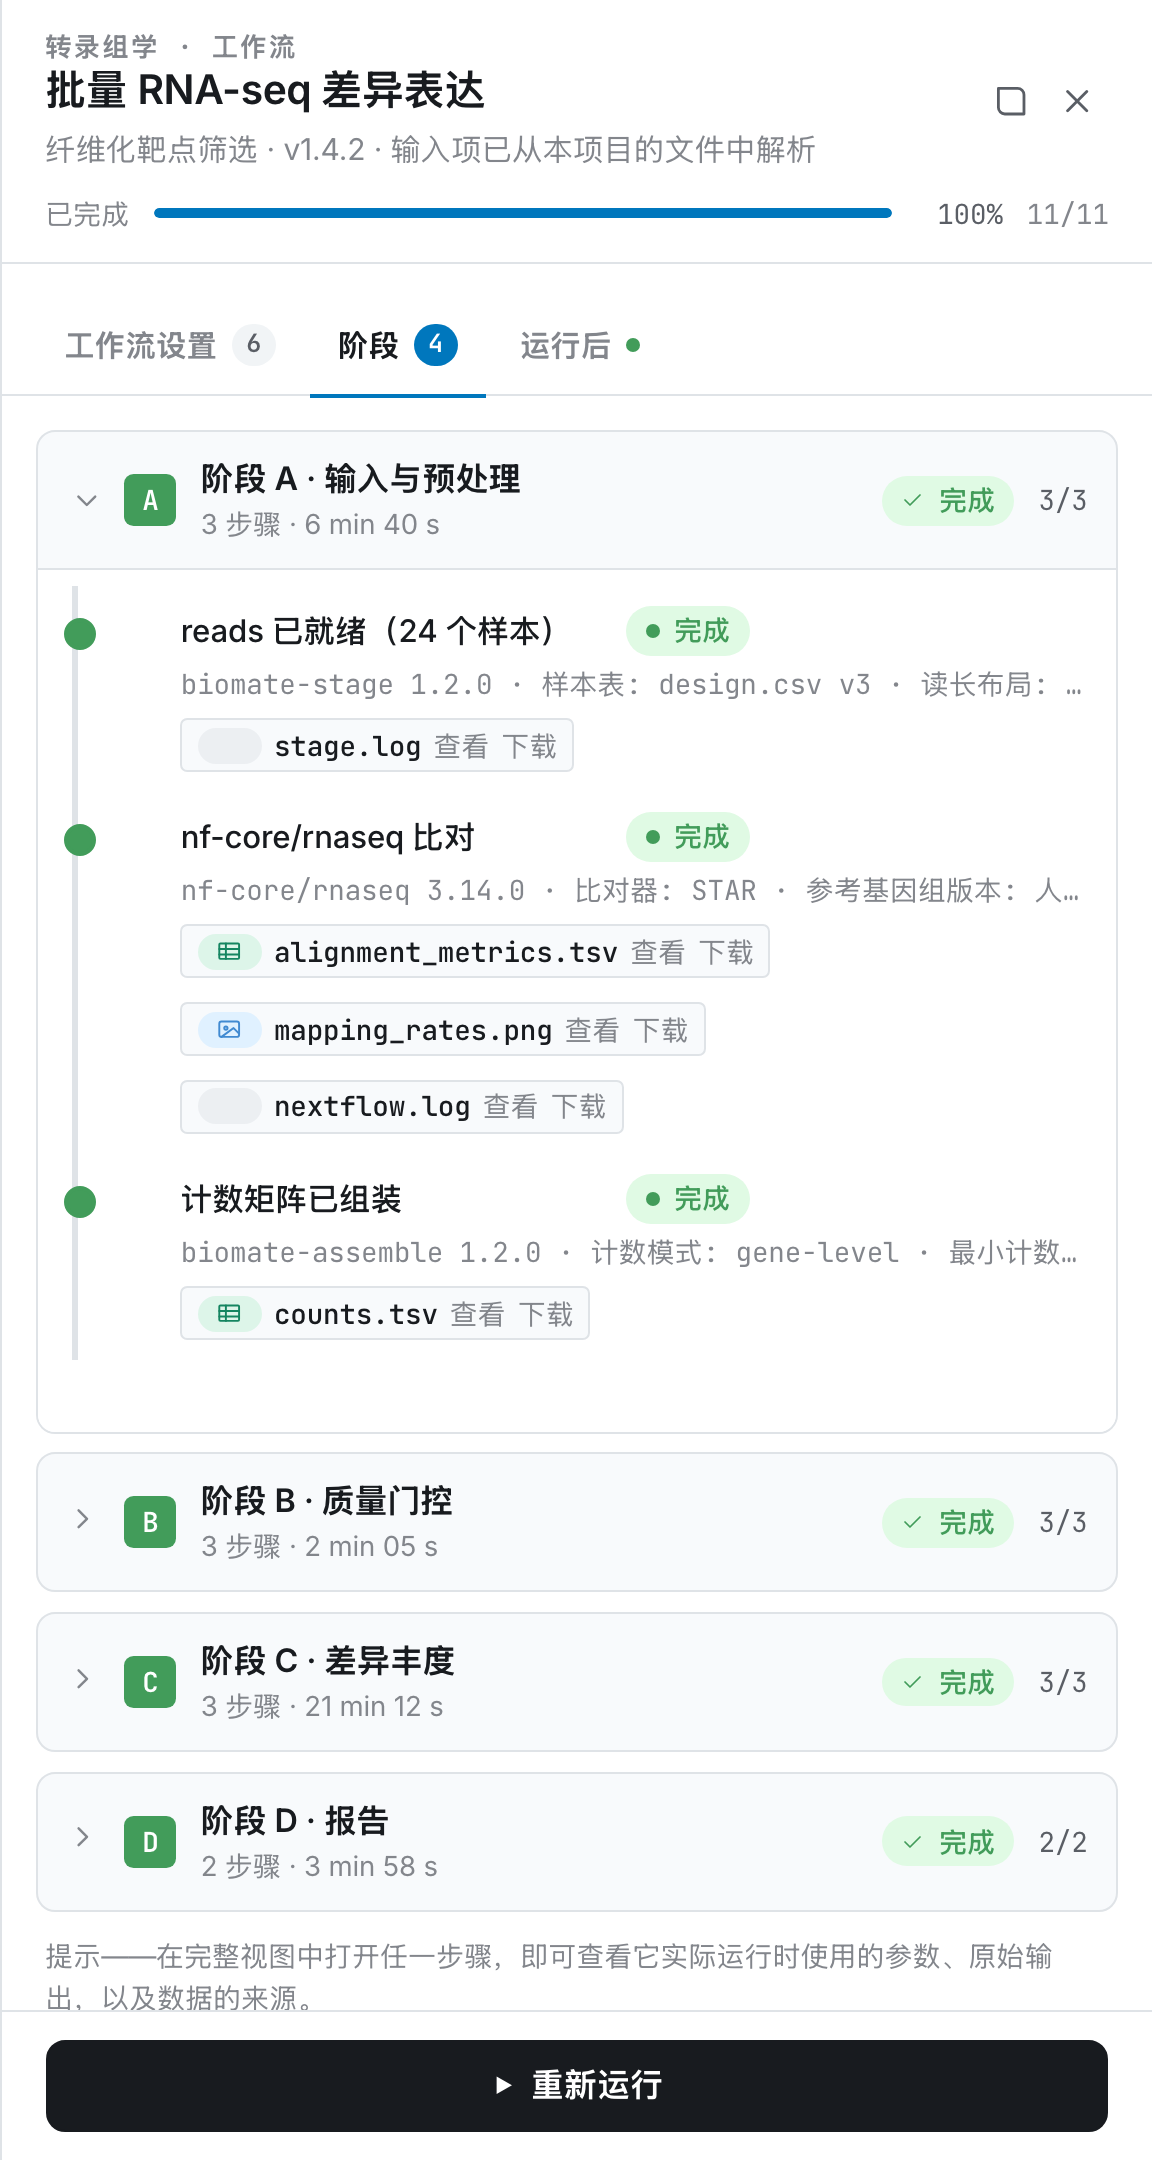 转录组学 · 工作流
批量 RNA-seq 差异表达
纤维化靶点筛选 · v1.4.2 · 输入项已从本项目的文件中解析
已完成 100% 11/11
工作流设置 6 阶段 4 运行后
A 阶段 A · 输入与预处理 完成 3/3
3 步骤 · 6 min 40 s
reads 已就绪（24 个样本） 完成
biomate-stage 1.2.0 · 样本表: design.csv v3 · 读长布局: …
stage.log 查看 下载
nf-core/rnaseq 比对 完成
nf-core/rnaseq 3.14.0 · 比对器: STAR · 参考基因组版本: 人…
alignment_metrics.tsv 查看 下载
mapping_rates.png 查看 下载
nextflow.log 查看 下载
计数矩阵已组装 完成
biomate-assemble 1.2.0 · 计数模式: gene-level · 最小计数…
counts.tsv 查看 下载
B 阶段 B · 质量门控 完成 3/3
3 步骤 · 2 min 05 s
C 阶段 C · 差异丰度 完成 3/3
3 步骤 · 21 min 12 s
D 阶段 D · 报告 完成 2/2
2 步骤 · 3 min 58 s
提示——在完整视图中打开任一步骤，即可查看它实际运行时使用的参数、原始输
出，以及数据的来源。
重新运行